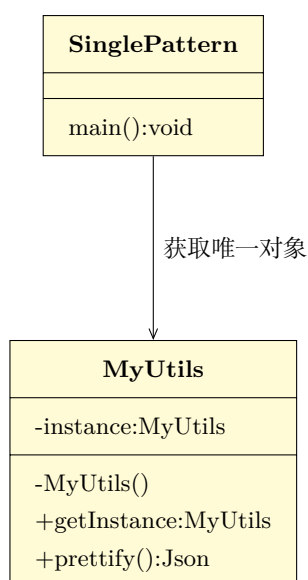 SinglePattern
main():void
获取唯一对象
MyUtils
-instance:MyUtils
-MyUtils()
+getInstance:MyUtils
+prettify():Json